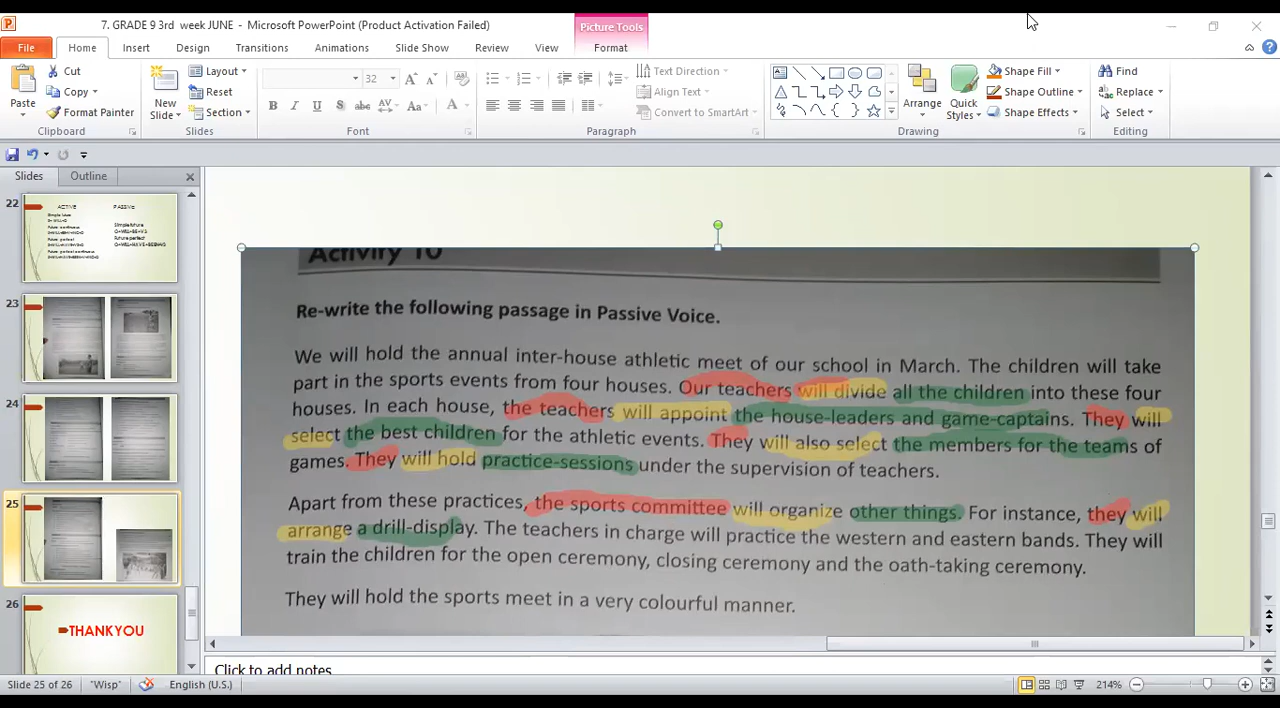 7. GRADE 9 3rd week JUNE - Microsoft PowerPoint (Product Activation Failed)
Picture Tools
File Home Insert Design Transitions Animations Slide Show Review View Format
Cut
Copy
Format Painter
Paste
Clipboard
New Slide
Layout
Reset
Section
Slides
32
B I U S abc AV Aa A
Font
Text Direction
Align Text
Convert to SmartArt
Paragraph
Arrange
Quick Styles
Shape Fill
Shape Outline
Shape Effects
Drawing
Find
Replace
Select
Editing
Slides Outline
22
ACTIVE PASSIVE
23
24
25
26
THANKYOU
Activity 10
Re-write the following passage in Passive Voice.
We will hold the annual inter-house athletic meet of our school in March. The children will take
part in the sports events from four houses. Our teachers will divide all the children into these four
houses. In each house, the teachers will appoint the house-leaders and game-captains. They will
select the best children for the athletic events. They will also select the members for the teams of
games. They will hold practice-sessions under the supervision of teachers.
Apart from these practices, the sports committee will organize other things. For instance, they will
arrange a drill-display. The teachers in charge will practice the western and eastern bands. They will
train the children for the open ceremony, closing ceremony and the oath-taking ceremony.
They will hold the sports meet in a very colourful manner.
Click to add notes
Slide 25 of 26 "Wisp" English (U.S.) 214%